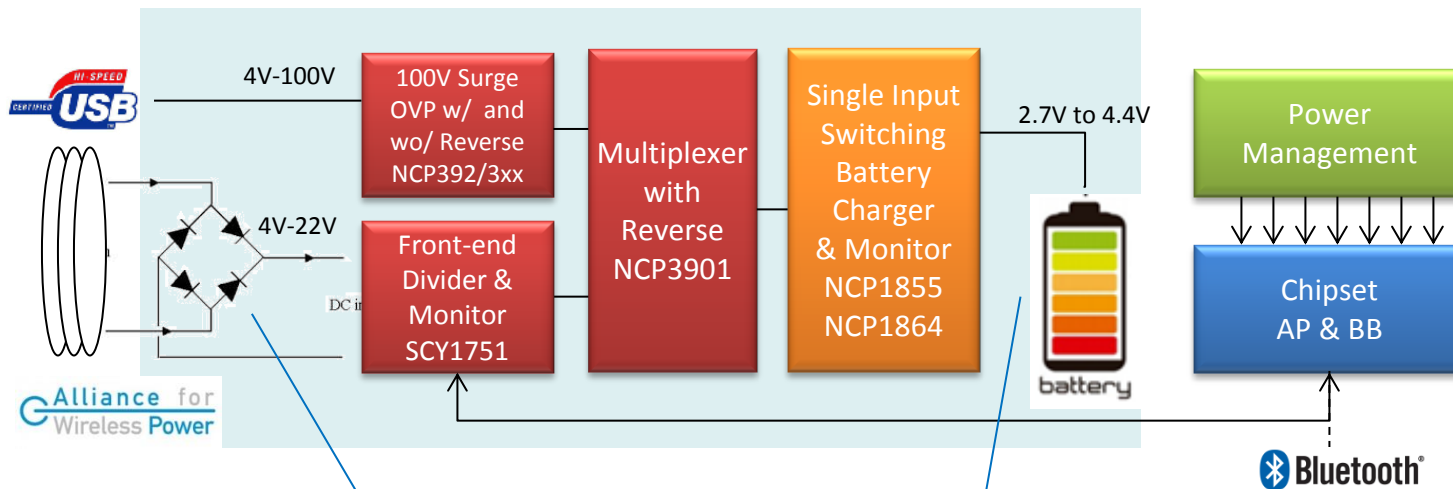 HI-SPEED
CERTIFIED
USB
4V-100V
100V Surge
OVP w/ and
wo/ Reverse
NCP392/3xx
Multiplexer
with
Reverse
NCP3901
Single Input
Switching
Battery
Charger
& Monitor
NCP1855
NCP1864
2.7V to 4.4V
Power
Management
4V-22V
DC in
Front-end
Divider &
Monitor
SCY1751
Chipset
AP & BB
battery
Alliance for
Wireless Power
Bluetooth®